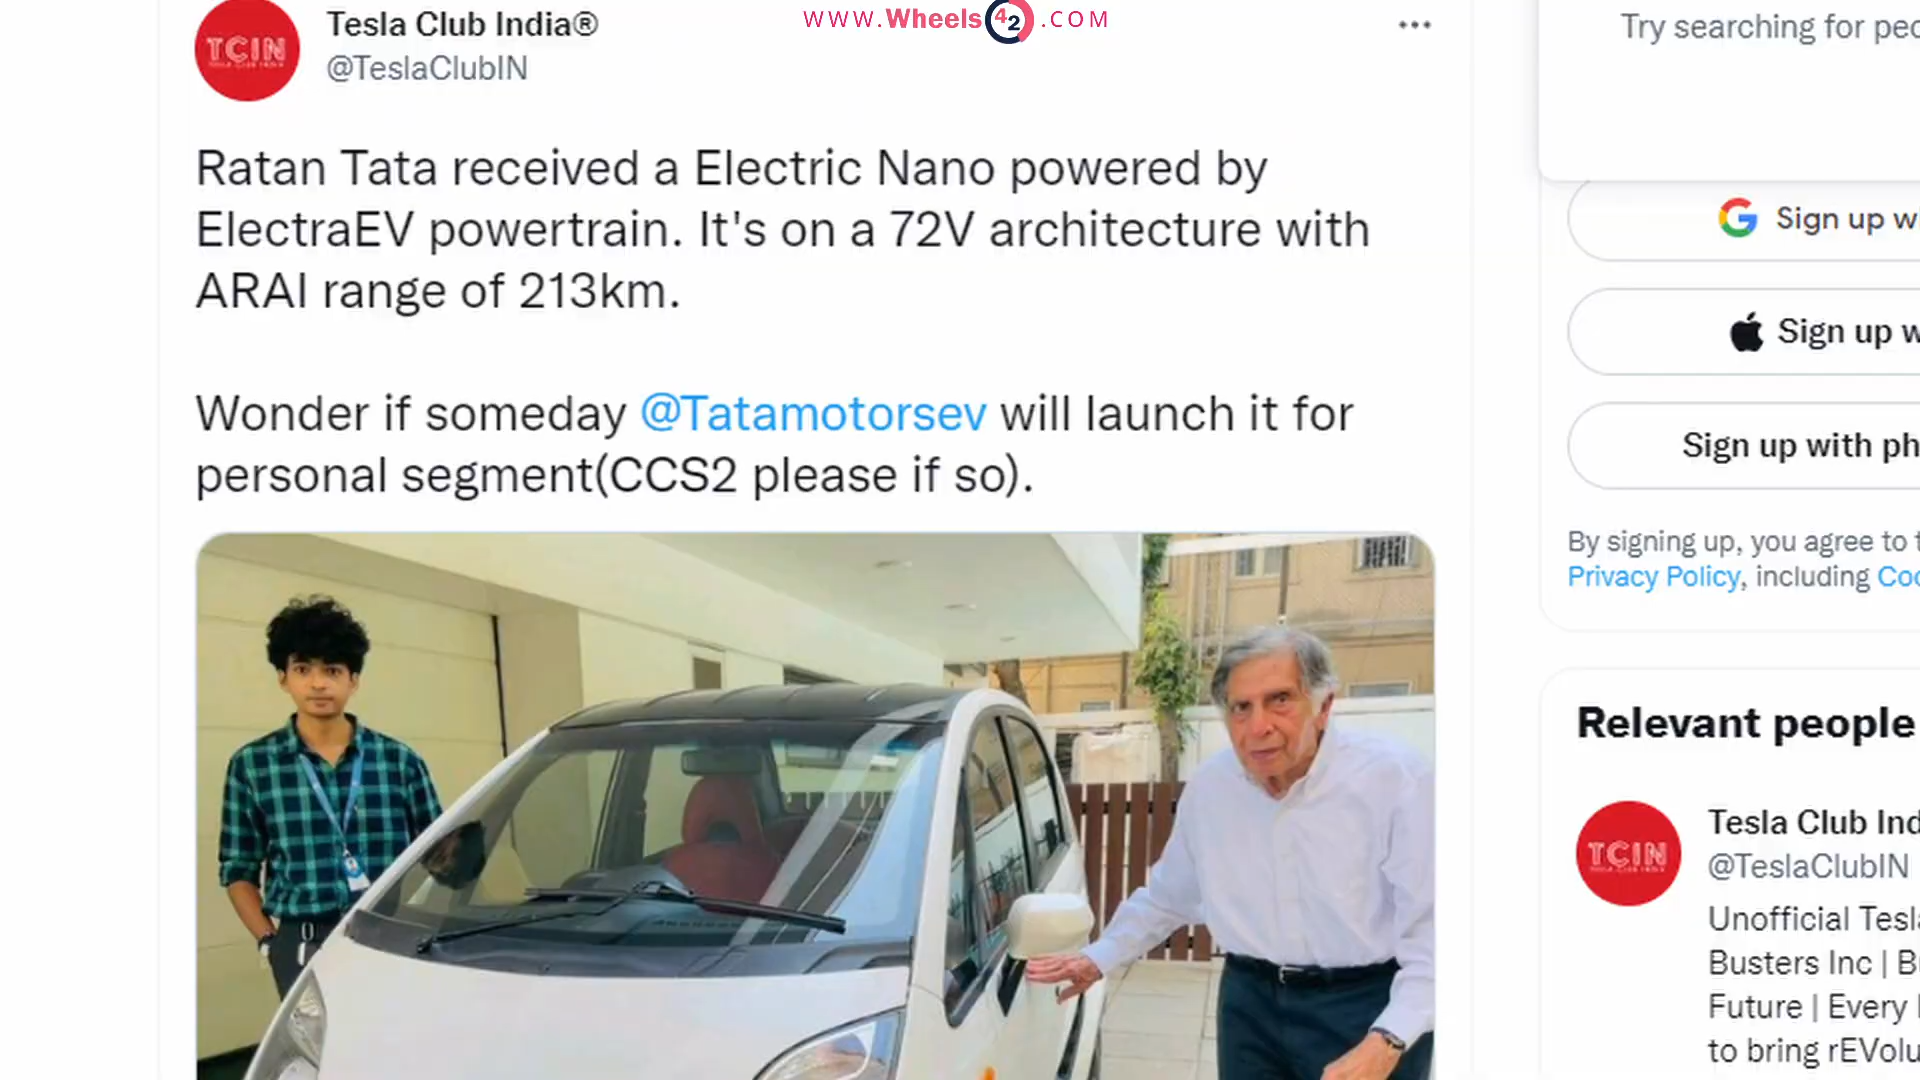 www.Wheels42.com
Tesla Club India®
@TeslaClubIN
TCIN
Ratan Tata received a Electric Nano powered by
ElectraEV powertrain. It's on a 72V architecture with
ARAI range of 213km.
Wonder if someday @Tatamotorsev will launch it for
personal segment(CCS2 please if so).
Try searching for peo
Sign up wi
Sign up w
Sign up with ph
By signing up, you agree to t
Privacy Policy, including Coo
Relevant people
TCIN
Tesla Club Ind
@TeslaClubIN
Unofficial Tesla
Busters Inc | B
Future | Every
to bring rEVolu